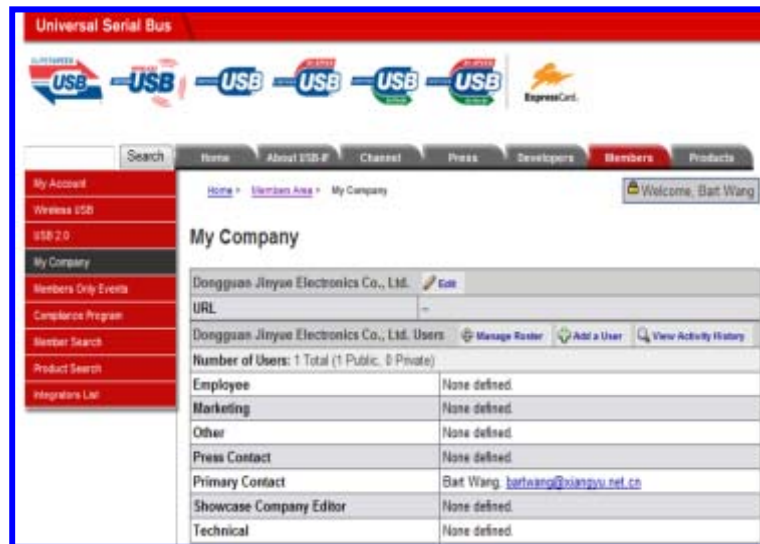 Universal Serial Bus
USB USB USB USB USB USB
ExpressCard.
Search
Home About USB-IF Channel Press Developers Members Products
My Account
Wireless USB
USB 2.0
My Company
Members Only Events
Compliance Program
Member Search
Product Search
Integrators List
Home > Members Area > My Company
Welcome, Bart Wang
My Company
Dongguan Jinyue Electronics Co., Ltd. Edit
URL --
Dongguan Jinyue Electronics Co., Ltd. Users Manage Roster Add a User View Activity History
Number of Users: 1 Total (1 Public, 0 Private)
Employee None defined.
Marketing None defined.
Other None defined.
Press Contact None defined.
Primary Contact Bart Wang, bartwang@xiangyu.net.cn
Showcase Company Editor None defined.
Technical None defined.